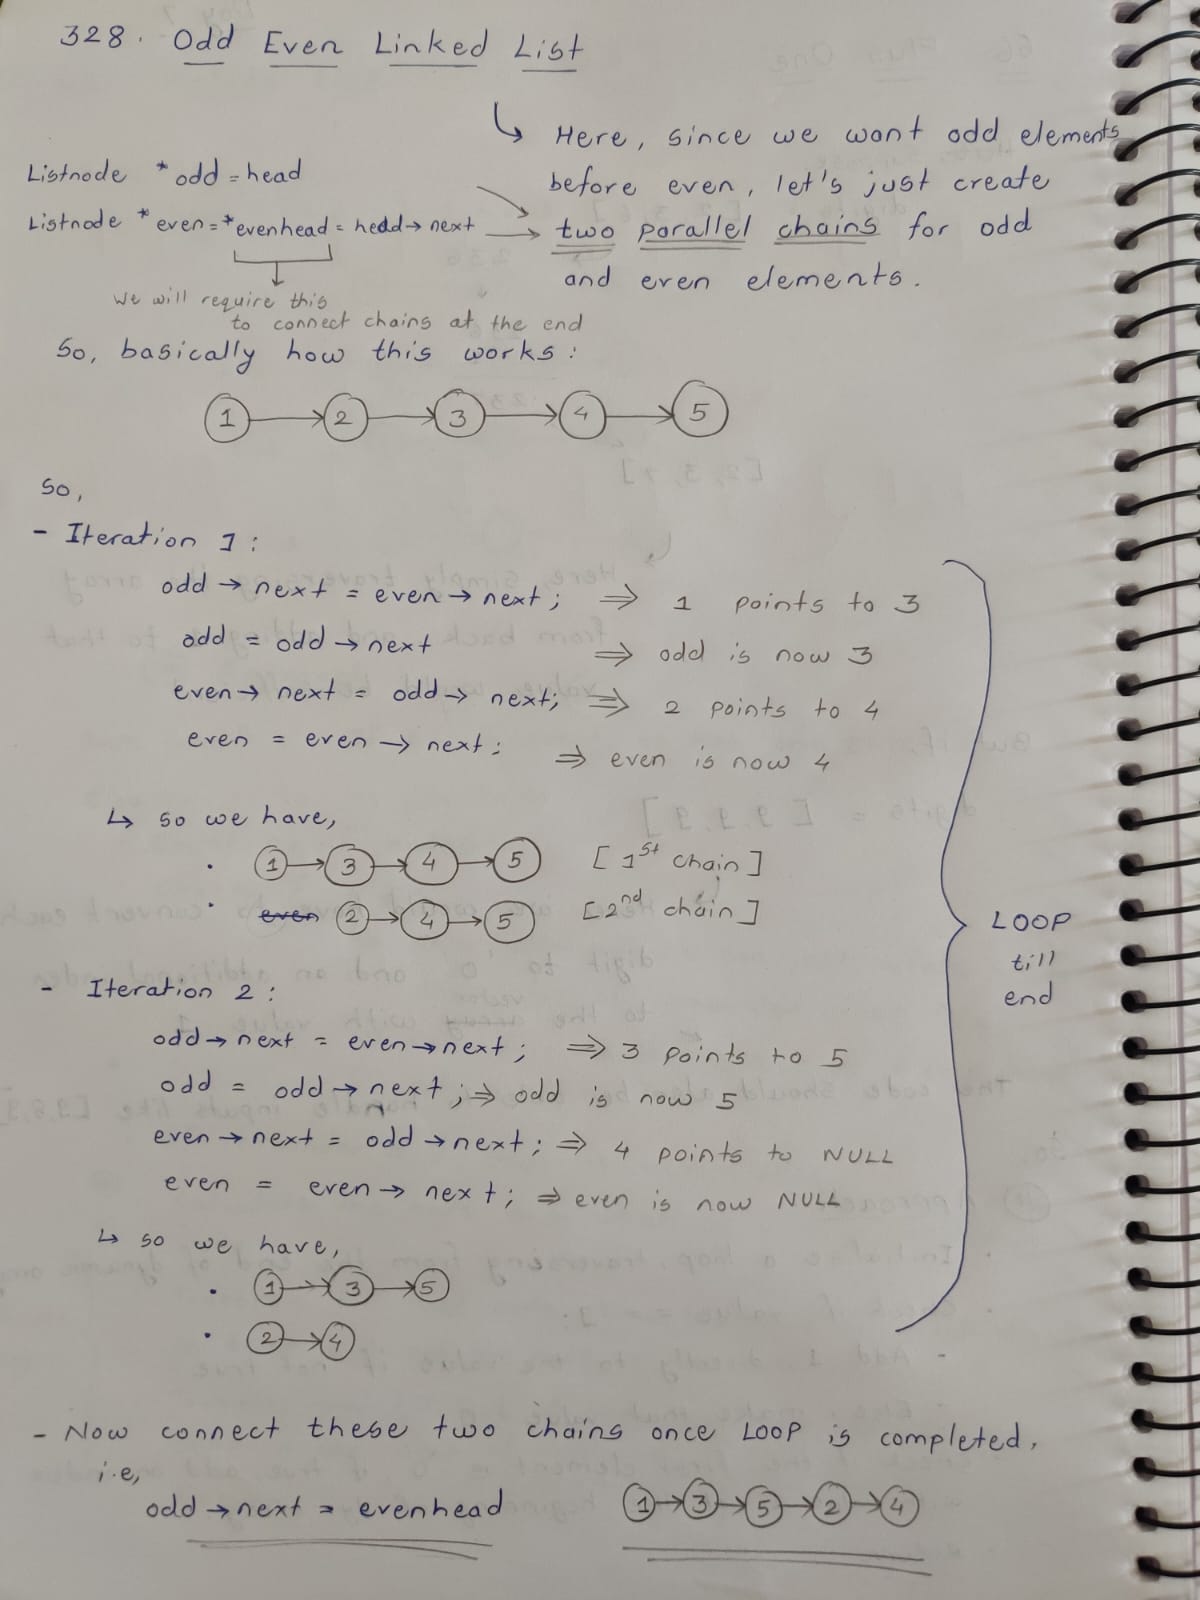 328. Odd Even Linked List
↳ Here, since we want odd elements
before even, let's just create
two parallel chains for odd
and even elements.
Listnode *odd = head
Listnode *even = *evenhead = head → next
We will require this
to connect chains at the end
So, basically how this works :
1 → 2 → 3 → 4 → 5
So,
- Iteration 1 :
odd → next = even → next ; ⇒ 1 points to 3
odd = odd → next ⇒ odd is now 3
even → next = odd → next; ⇒ 2 points to 4
even = even → next ; ⇒ even is now 4
↳ so we have,
• 1 → 3 → 4 → 5 [ 1st chain ]
• even 2 → 4 → 5 [2nd chain ]
LOOP
till
end
- Iteration 2 :
odd → next = even → next ; ⇒ 3 points to 5
odd = odd → next ; ⇒ odd is now 5
even → next = odd → next ; ⇒ 4 points to NULL
even = even → next ; ⇒ even is now NULL
↳ so we have,
• 1 → 3 → 5
• 2 → 4
- Now connect these two chains once LOOP is completed,
i.e,
odd → next = evenhead 1 → 3 → 5 → 2 → 4